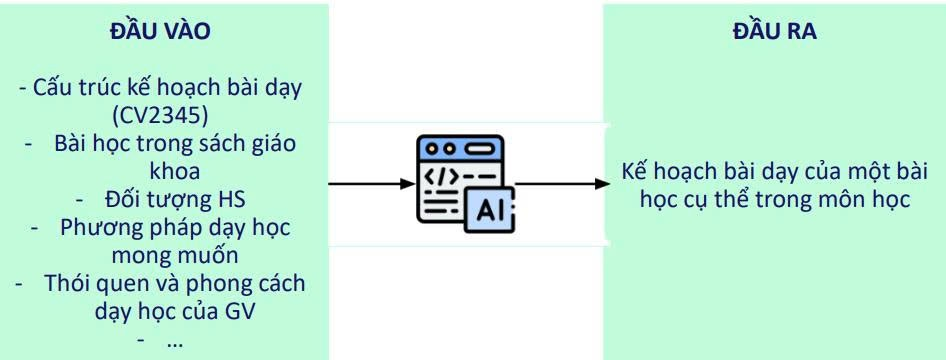 ĐẦU VÀO
- Cấu trúc kế hoạch bài dạy
(CV2345)
- Bài học trong sách giáo
khoa
- Đối tượng HS
- Phương pháp dạy học
mong muốn
- Thói quen và phong cách
dạy học của GV
- ...
</> 
AI
ĐẦU RA
Kế hoạch bài dạy của một bài
học cụ thể trong môn học